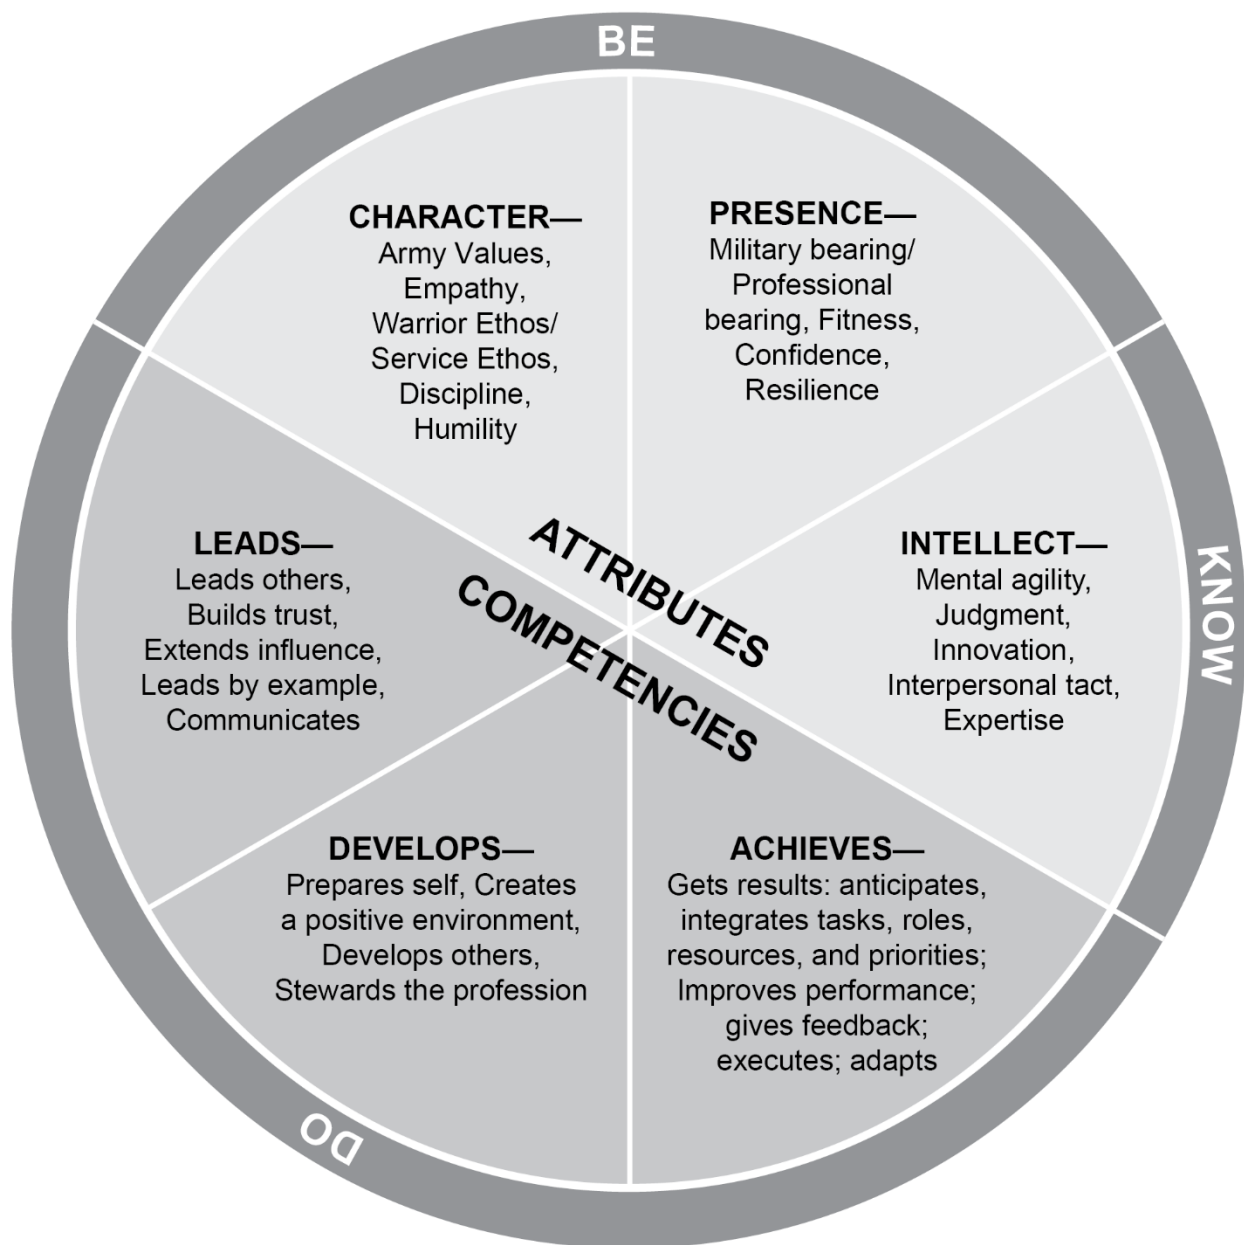 BE
CHARACTER—
Army Values,
Empathy,
Warrior Ethos/
Service Ethos,
Discipline,
Humility
PRESENCE—
Military bearing/
Professional
bearing, Fitness,
Confidence,
Resilience
KNOW
INTELLECT—
Mental agility,
Judgment,
Innovation,
Interpersonal tact,
Expertise
ATTRIBUTES
COMPETENCIES
LEADS—
Leads others,
Builds trust,
Extends influence,
Leads by example,
Communicates
DEVELOPS—
Prepares self, Creates
a positive environment,
Develops others,
Stewards the profession
ACHIEVES—
Gets results: anticipates,
integrates tasks, roles,
resources, and priorities;
Improves performance;
gives feedback;
executes; adapts
DO